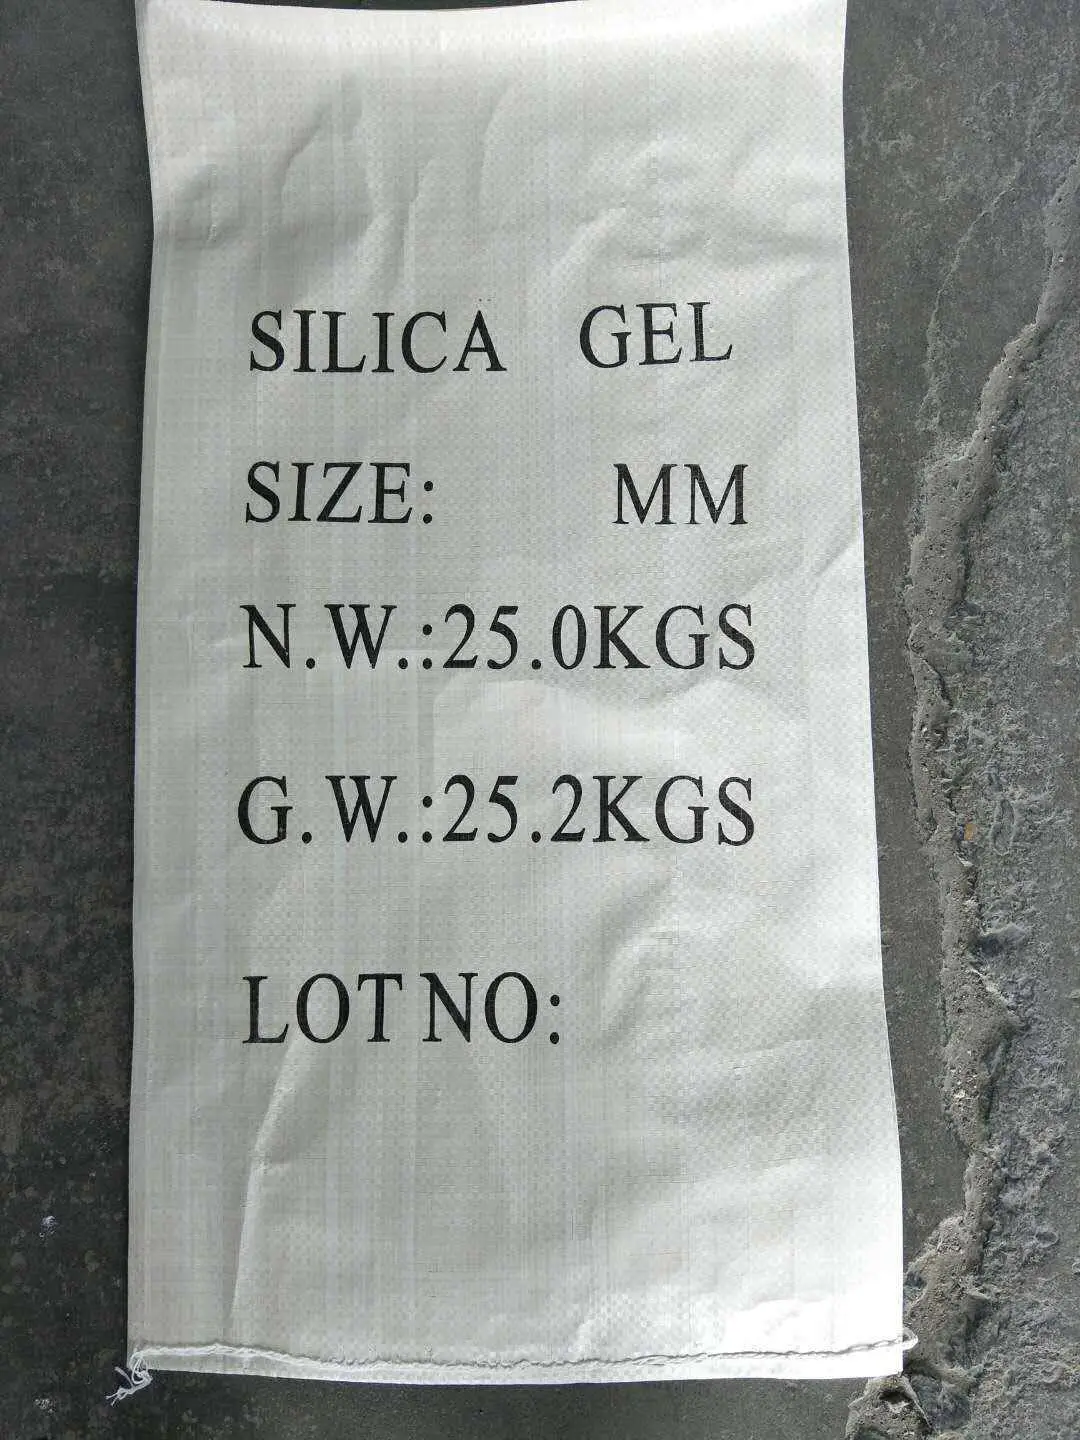 SILICA GEL
SIZE: MM
N.W.:25.0KGS
G.W.:25.2KGS
LOT NO: